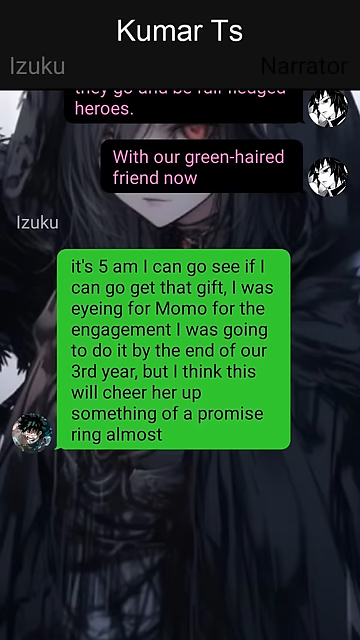 Kumar Ts
Izuku
Narrator
they go and be full-fledged
heroes.
With our green-haired
friend now
Izuku
it's 5 am I can go see if I
can go get that gift, I was
eyeing for Momo for the
engagement I was going
to do it by the end of our
3rd year, but I think this
will cheer her up
something of a promise
ring almost